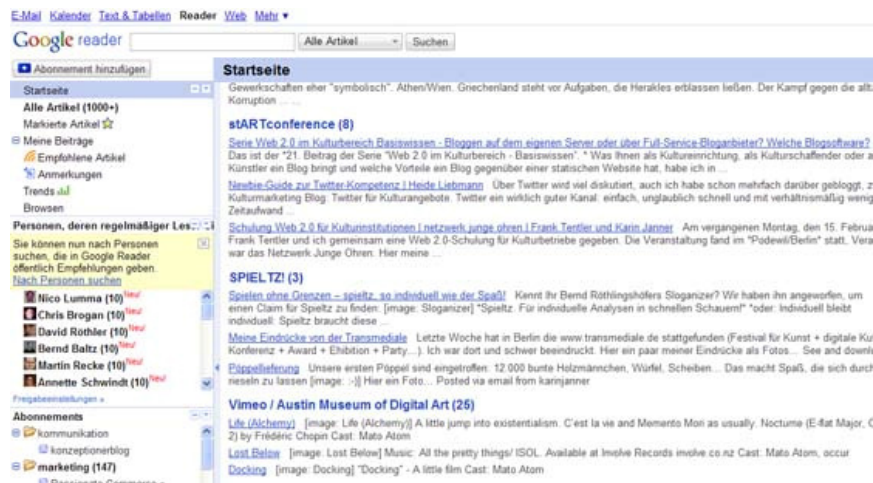 E-Mail Kalender Text & Tabellen Reader Web Mehr ▼
Google reader Alle Artikel Suchen
Abonnement hinzufügen
Startseite
Alle Artikel (1000+)
Markierte Artikel
Meine Beiträge
Empfohlene Artikel
Anmerkungen
Trends
Browsen
Personen, deren regelmäßiger Les
Sie können nun nach Personen
suchen, die in Google Reader
öffentlich Empfehlungen geben.
Nach Personen suchen
Nico Lumma (10) Neu!
Chris Brogan (10) Neu!
David Röthler (10) Neu!
Bernd Baltz (10) Neu!
Martin Recke (10) Neu!
Annette Schwindt (10) Neu!
Freigabeeinstellungen »
Abonnements
kommunikation
konzeptionerblog
marketing (147)
Startseite
Gewerkschaften eher "symbolisch". Athen/Wien. Griechenland steht vor Aufgaben, die Herakles erblassen ließen. Der Kampf gegen die allt
Korruption ... ...
stARTconference (8)
Serie Web 2.0 im Kulturbereich Basiswissen - Bloggen auf dem eigenen Server oder über Full-Service-Bloganbieter? Welche Blogsoftware?
Das ist der "21. Beitrag der Serie "Web 2.0 im Kulturbereich - Basiswissen". * Was Ihnen als Kultureinrichtung, als Kulturschaffender oder a
Künstler ein Blog bringt und welche Vorteile ein Blog gegenüber einer statischen Website hat, habe ich in ...
Newbie-Guide zur Twitter-Kompetenz | Heide Liebmann Über Twitter wird viel diskutiert, auch ich habe schon mehrfach darüber gebloggt, z
Kulturmarketing Blog: Twitter für Kulturangebote. Twitter ein wirklich guter Kanal: einfach, unglaublich schnell und mit verhältnismäßig wenig
Zeitaufwand ...
Schulung Web 2.0 für Kulturinstitutionen | netzwerk junge ohren | Frank Tentler und Karin Janner Am vergangenen Montag, den 15. Februa
Frank Tentler und ich gemeinsam eine Web 2.0-Schulung für Kulturbetriebe gegeben. Die Veranstaltung fand im "Podewil/Berlin" statt, Vera
war das Netzwerk Junge Ohren. Hier meine ...
SPIELTZ! (3)
Spielen ohne Grenzen – spieltz, so individuell wie der Spaß! Kennt Ihr Bernd Röthlingshöfers Sloganizer? Wir haben ihn angeworfen, um
einen Claim für Spieltz zu finden: [image: Sloganizer] "Spieltz. Für individuelle Analysen in schnellen Schauern!" *oder: Individuell bleibt
individuell: Spieltz braucht diese ...
Meine Eindrücke von der Transmediale Letzte Woche hat in Berlin die www.transmediale.de stattgefunden (Festival für Kunst + digitale Ku
Konferenz + Award + Ehibition + Party...). Ich war dort und schwer beeindruckt. Hier ein paar meiner Eindrücke als Fotos... See and downl
Pöppellieferung Unsere ersten Pöppel sind eingetroffen: 12.000 bunte Holzmännchen, Würfel, Scheiben... Das macht Spaß, die sich durch
rieseln zu lassen [image: :-)] Hier ein Foto... Posted via email from karinjanner
Vimeo / Austin Museum of Digital Art (25)
Life (Alchemy) [image: Life (Alchemy)] A little jump into existentialism. C'est la vie and Memento Mori as usually. Nocturne (E-flat Major, O
2) by Frédéric Chopin Cast: Mato Atom
Lost Below [image: Lost Below] Music: All the pretty things/ ISOL. Available at Involve Records involve.co.nz Cast: Mato Atom, occur
Docking [image: Docking] "Docking" - A little film Cast: Mato Atom